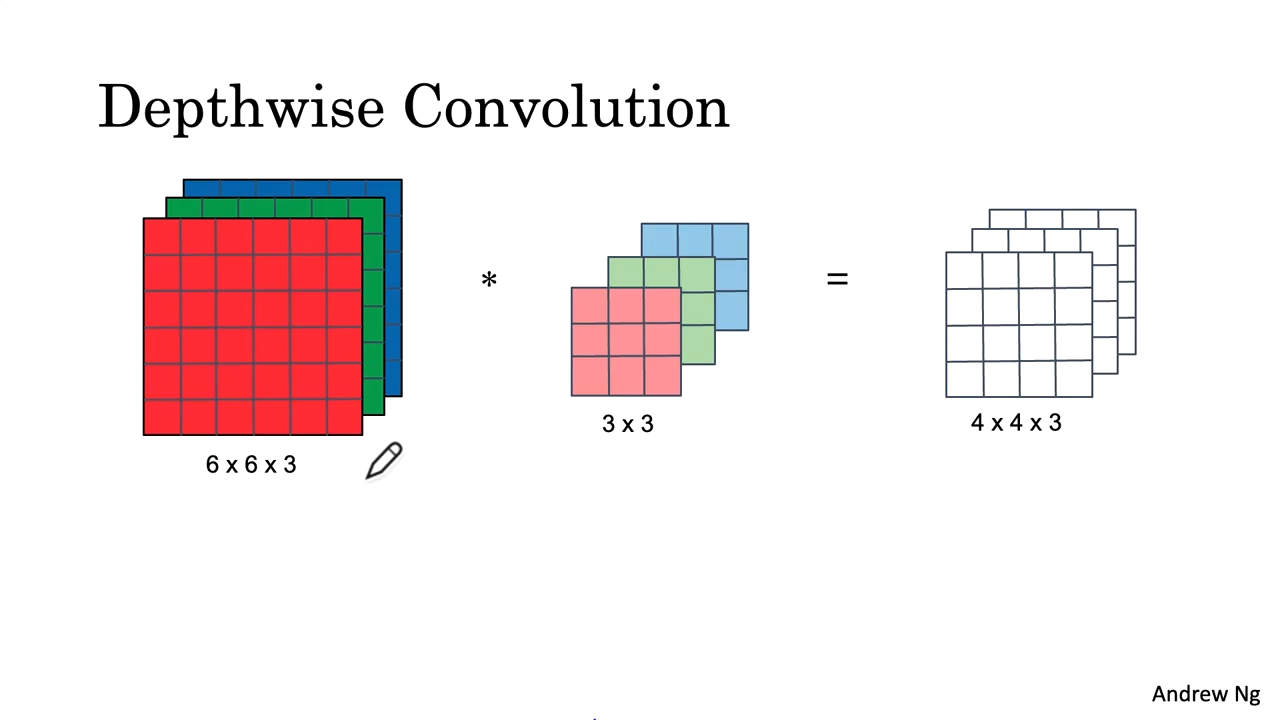 Depthwise Convolution
*
=
3 x 3
4 x 4 x 3
6 x 6 x 3
Andrew Ng